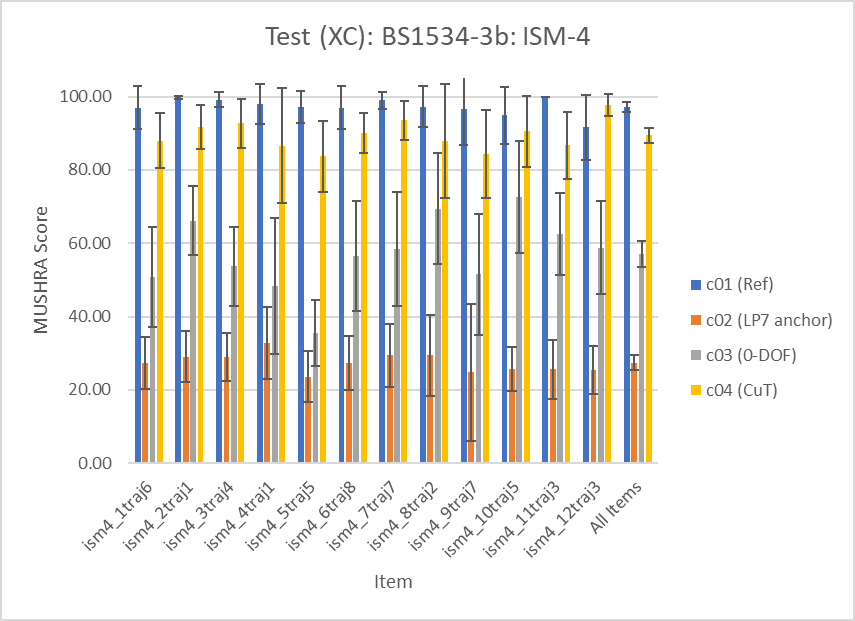 Test (XC): BS1534-3b: ISM-4
100.00
80.00
60.00
40.00
20.00
0.00
MUSHRA Score
ism4_1traj6
ism4_2traj1
ism4_3traj4
ism4_4traj1
ism4_5traj5
ism4_6traj8
ism4_7traj7
ism4_8traj2
ism4_9traj7
ism4_10traj5
ism4_11traj3
ism4_12traj3
All Items
Item
c01 (Ref)
c02 (LP7 anchor)
c03 (0-DOF)
c04 (CuT)